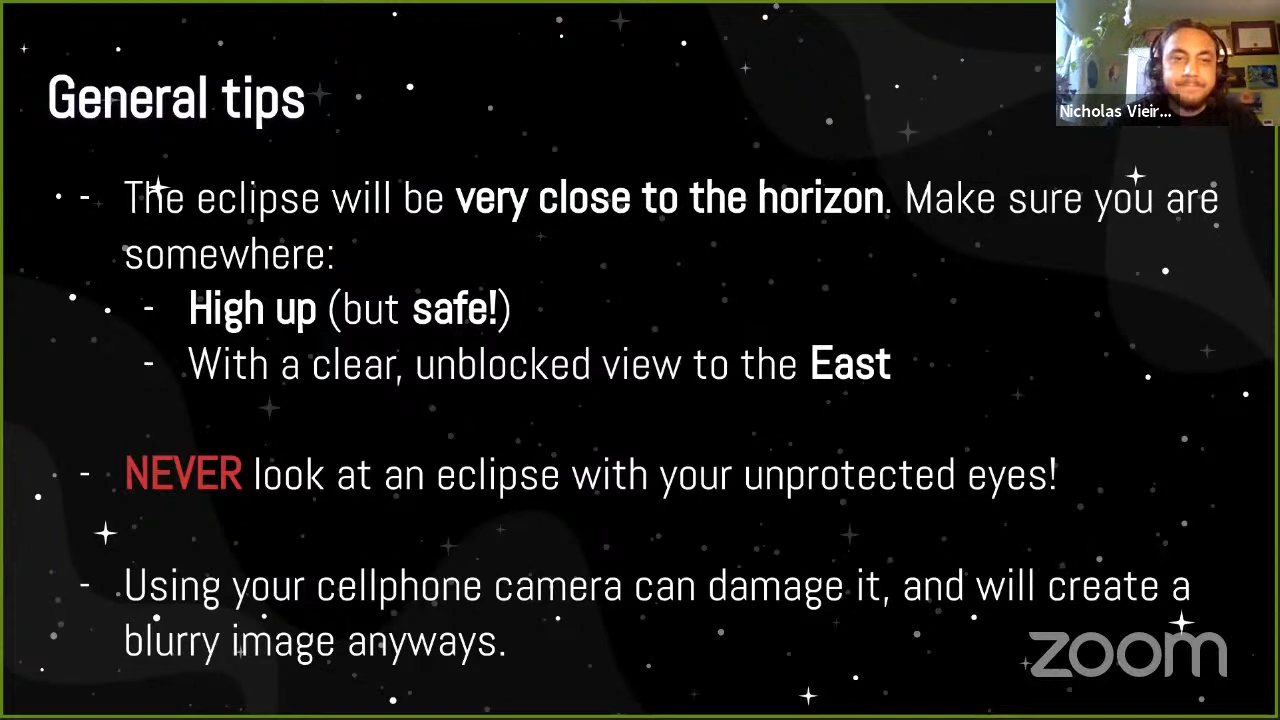 General tips
Nicholas Vieir...
- The eclipse will be very close to the horizon. Make sure you are
somewhere:
- High up (but safe!)
- With a clear, unblocked view to the East
- NEVER look at an eclipse with your unprotected eyes!
- Using your cellphone camera can damage it, and will create a
blurry image anyways.
zoom